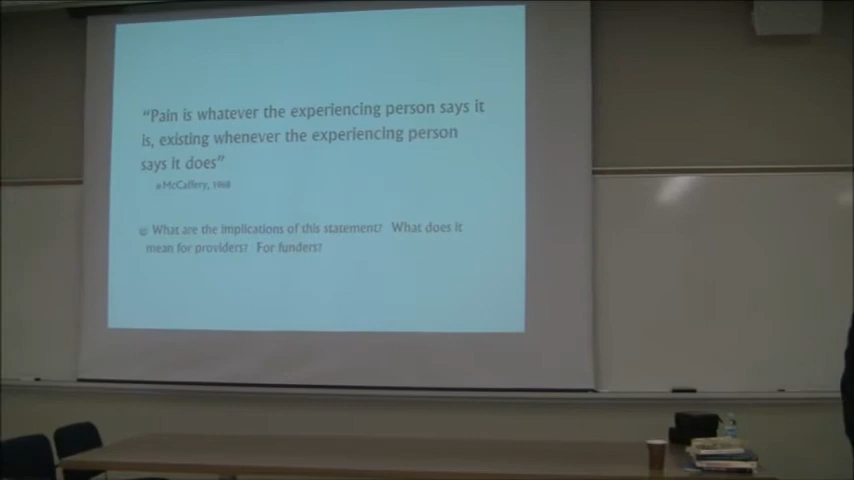 "Pain is whatever the experiencing person says it
is, existing whenever the experiencing person
says it does"
McCaffery, 1968
What are the implications of this statement? What does it
mean for providers? For funders?